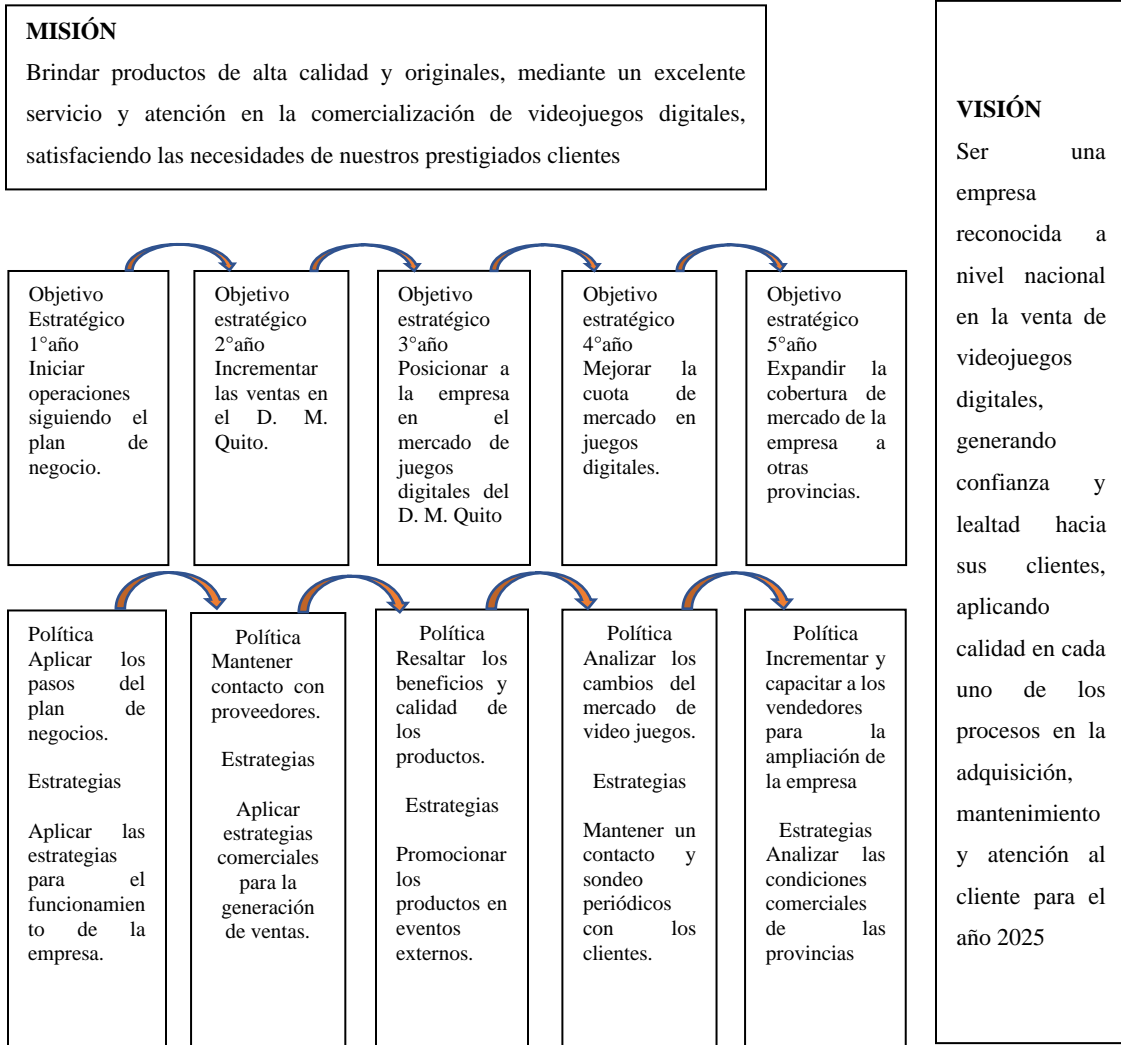 MISIÓN
Brindar productos de alta calidad y originales, mediante un excelente
servicio y atención en la comercialización de videojuegos digitales,
satisfaciendo las necesidades de nuestros prestigiados clientes
Objetivo
Estratégico
1°año
Iniciar
operaciones
siguiendo el
plan de
negocio.
Objetivo
estratégico
2°año
Incrementar
las ventas en
el D. M.
Quito.
Objetivo
estratégico
3°año
Posicionar a
la empresa
en el
mercado de
juegos
digitales del
D. M. Quito
Objetivo
estratégico
4°año
Mejorar la
cuota de
mercado en
juegos
digitales.
Objetivo
estratégico
5°año
Expandir la
cobertura de
mercado de la
empresa a
otras
provincias.
Política
Aplicar los
pasos del
plan de
negocios.
Estrategias
Aplicar las
estrategias
para el
funcionamien
to de la
empresa.
Política
Mantener
contacto con
proveedores.
Estrategias
Aplicar
estrategias
comerciales
para la
generación
de ventas.
Política
Resaltar los
beneficios y
calidad de
los
productos.
Estrategias
Promocionar
los
productos en
eventos
externos.
Política
Analizar los
cambios del
mercado de
video juegos.
Estrategias
Mantener un
contacto y
sondeo
periódicos
con los
clientes.
Política
Incrementar y
capacitar a los
vendedores
para la
ampliación de
la empresa
Estrategias
Analizar las
condiciones
comerciales
de las
provincias
VISIÓN
Ser una
empresa
reconocida a
nivel nacional
en la venta de
videojuegos
digitales,
generando
confianza y
lealtad hacia
sus clientes,
aplicando
calidad en cada
uno de los
procesos en la
adquisición,
mantenimiento
y atención al
cliente para el
año 2025